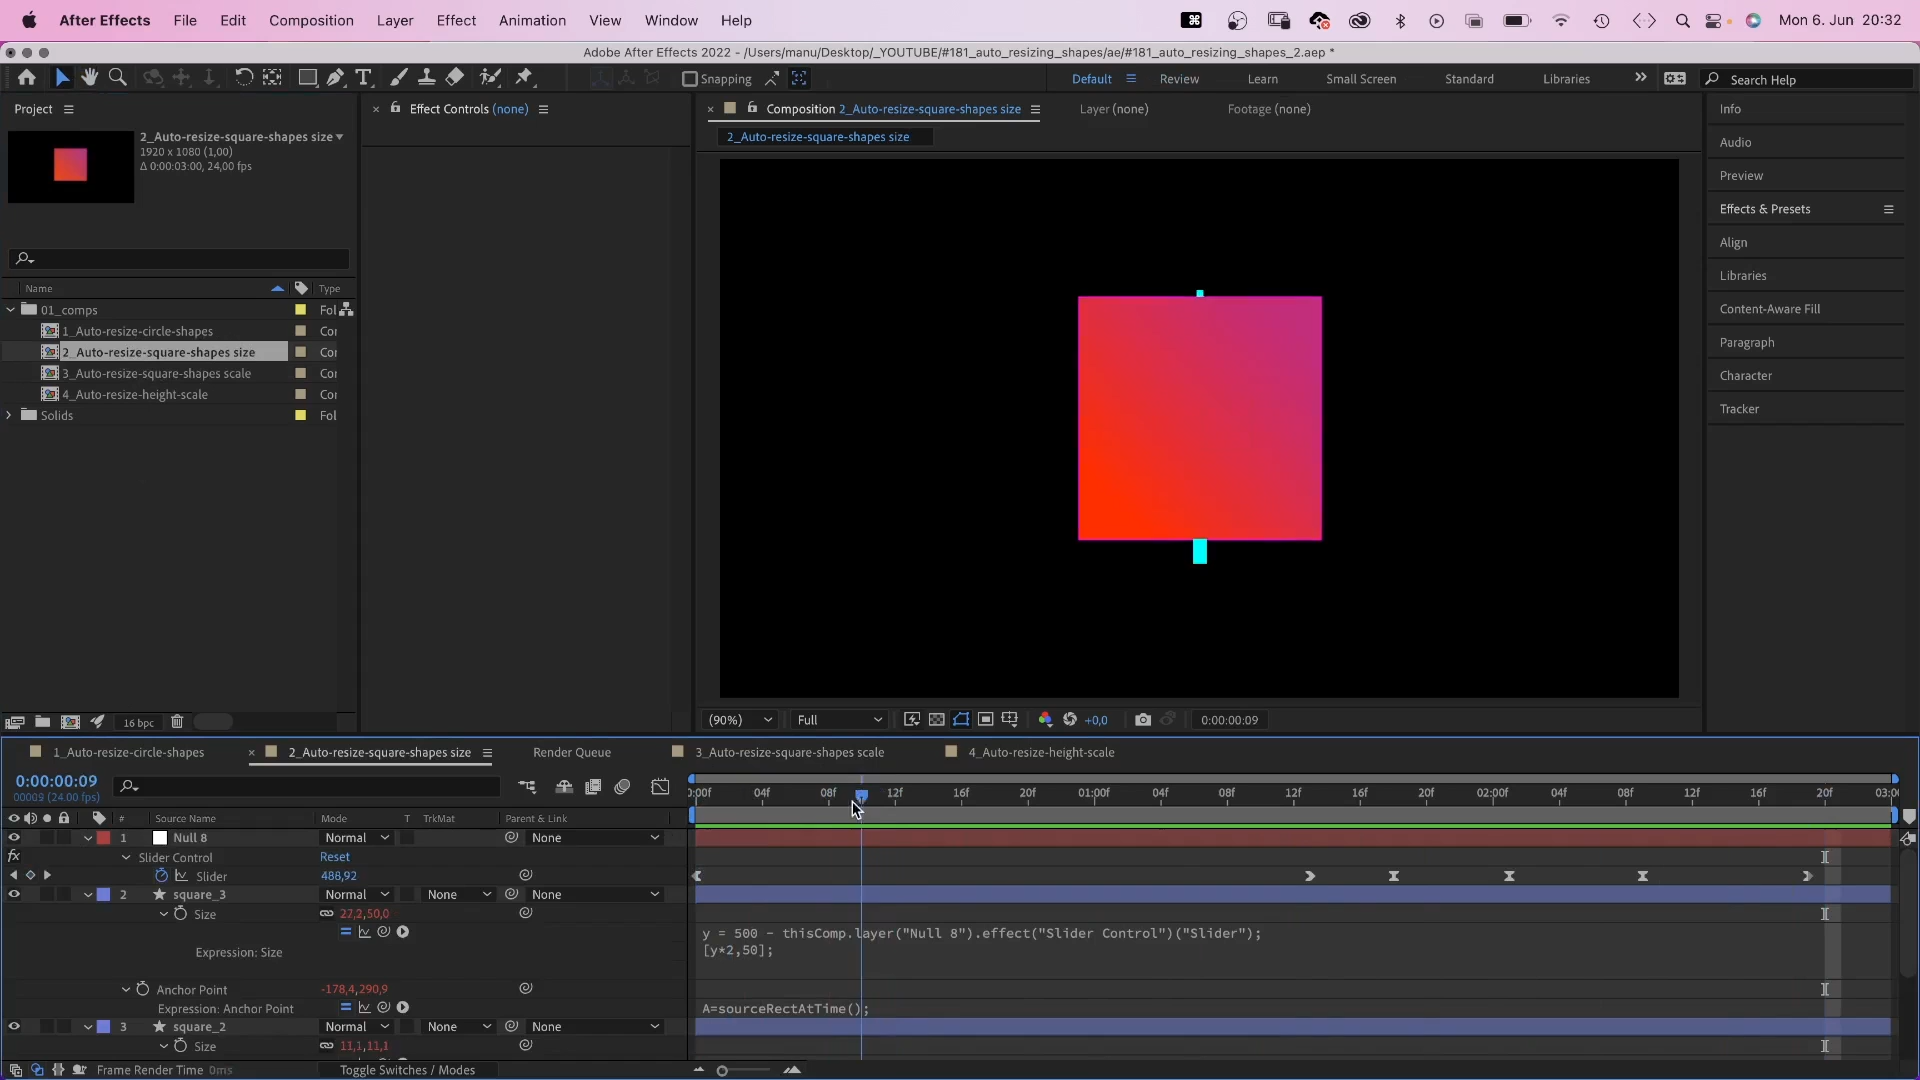 After Effects File Edit Composition Layer Effect Animation View Window Help Mon 6. Jun 20:32
Adobe After Effects 2022 - /Users/manu/Desktop/_YOUTUBE/#181_auto_resizing_shapes/ae/#181_auto_resizing_shapes_2.aep *
Snapping Default Review Learn Small Screen Standard Libraries Search Help
Project Effect Controls (none) Composition 2_Auto-resize-square-shapes size Layer (none) Footage (none) Info
2_Auto-resize-square-shapes size
1920 x 1080 (1,00)
Δ 0:00:03:00, 24,00 fps
2_Auto-resize-square-shapes size
Audio
Preview
Effects & Presets
Align
Libraries
Content-Aware Fill
Paragraph
Character
Tracker
Name Type
01_comps Fol
1_Auto-resize-circle-shapes Cor
2_Auto-resize-square-shapes size Cor
3_Auto-resize-square-shapes scale Cor
4_Auto-resize-height-scale Cor
Solids Fol
16 bpc (90%) Full +0,0 0:00:00:09
1_Auto-resize-circle-shapes 2_Auto-resize-square-shapes size Render Queue 3_Auto-resize-square-shapes scale 4_Auto-resize-height-scale
0:00:00:09
00009 (24.00 fps)
0:00f 04f 08f 12f 16f 20f 01:00f 04f 08f 12f 16f 20f 02:00f 04f 08f 12f 16f 20f 03:00
# Source Name Mode T TrkMat Parent & Link
1 Null 8 Normal None
fx Slider Control Reset
Slider 488,92
2 square_3 Normal None None
Size 27,2,50,0
y = 500 - thisComp.layer("Null 8").effect("Slider Control")("Slider");
[y*2,50];
Expression: Size
Anchor Point -178,4,290,9
Expression: Anchor Point A=sourceRectAtTime();
3 square_2 Normal None None
Size 11,1,11,1
Frame Render Time 0ms Toggle Switches / Modes